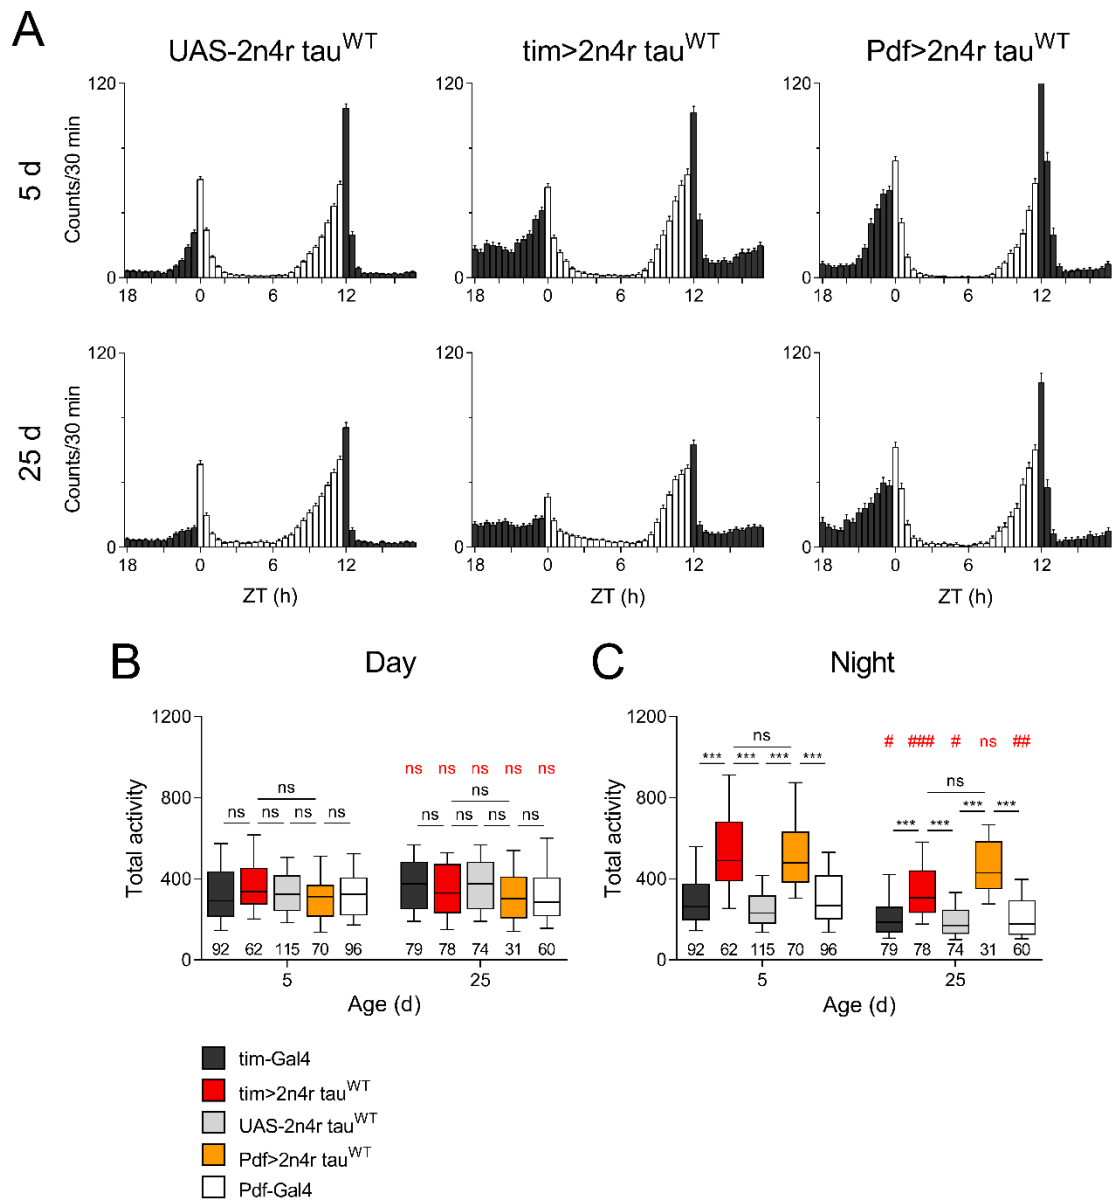 A
UAS-2n4r tau^WT tim>2n4r tau^WT Pdf>2n4r tau^WT
5 d
Counts/30 min
120 120 120
0 0 0
18 0 6 12 18 0 6 12 18 0 6 12
25 d
Counts/30 min
120 120 120
0 0 0
18 0 6 12 18 0 6 12 18 0 6 12
ZT (h) ZT (h) ZT (h)
B Day
Total activity
1200
800
400
0
ns
ns ns ns ns
ns ns ns ns ns
ns
ns ns ns ns
92 62 115 70 96 79 78 74 31 60
5 25
Age (d)
C Night
Total activity
1200
800
400
0
ns
*** *** *** ***
# ### # ns ##
ns
*** ***
*** ***
92 62 115 70 96 79 78 74 31 60
5 25
Age (d)
tim-Gal4
tim>2n4r tau^WT
UAS-2n4r tau^WT
Pdf>2n4r tau^WT
Pdf-Gal4